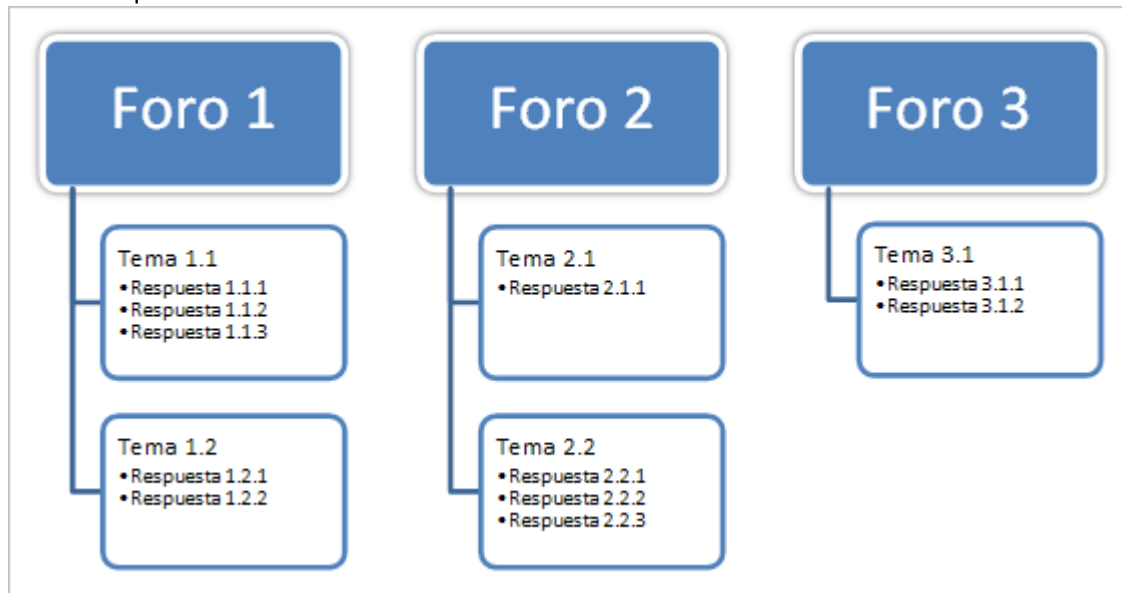 Foro 1
Tema 1.1
•Respuesta 1.1.1
•Respuesta 1.1.2
•Respuesta 1.1.3
Tema 1.2
•Respuesta 1.2.1
•Respuesta 1.2.2
Foro 2
Tema 2.1
•Respuesta 2.1.1
Tema 2.2
•Respuesta 2.2.1
•Respuesta 2.2.2
•Respuesta 2.2.3
Foro 3
Tema 3.1
•Respuesta 3.1.1
•Respuesta 3.1.2